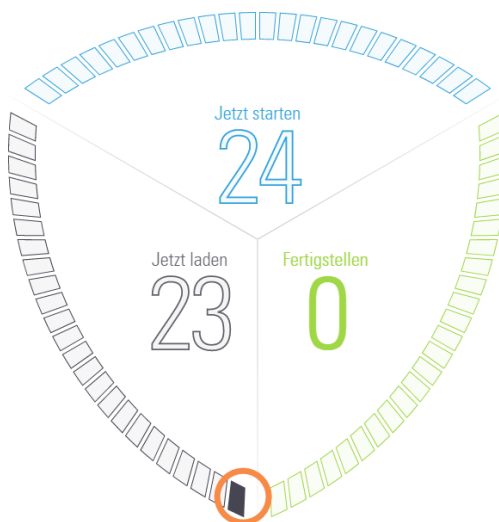 Jetzt starten
24
Jetzt laden
23
Fertigstellen
0